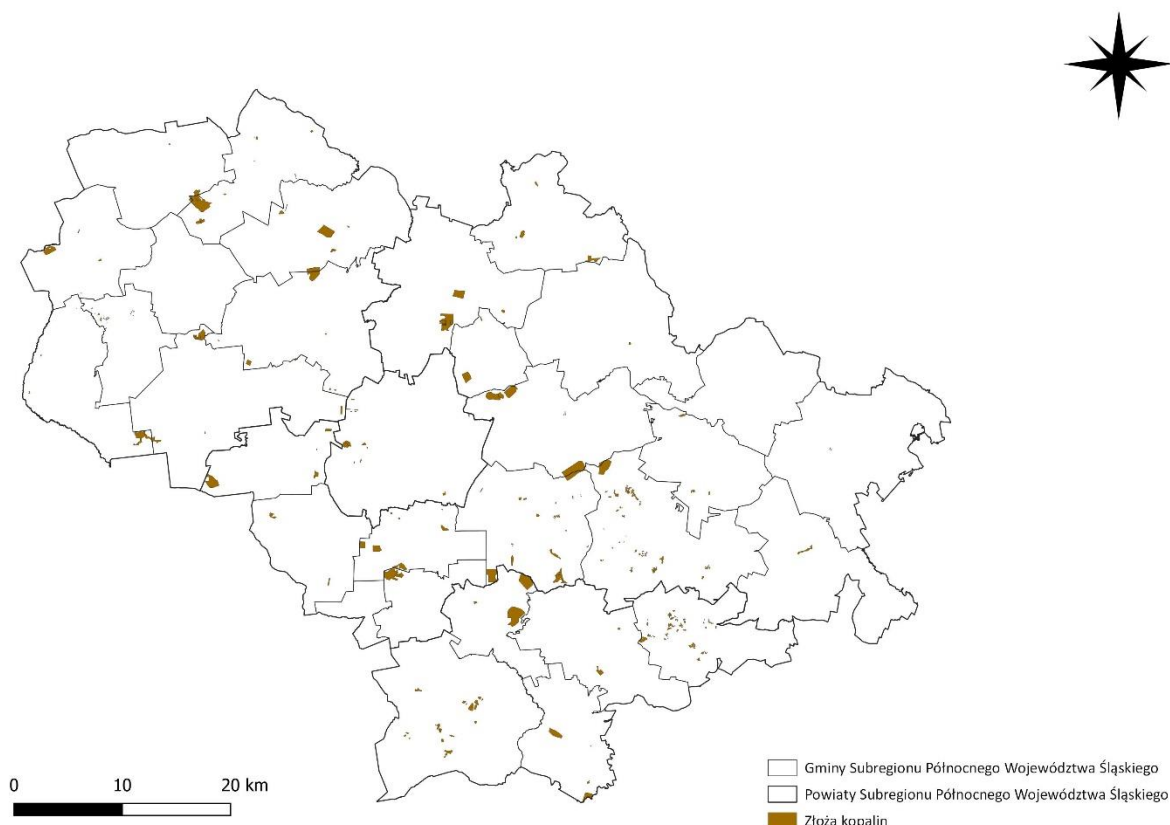 0 10 20 km
Gminy Subregionu Północnego Województwa Śląskiego
Powiaty Subregionu Północnego Województwa Śląskiego
Złoża kopalin